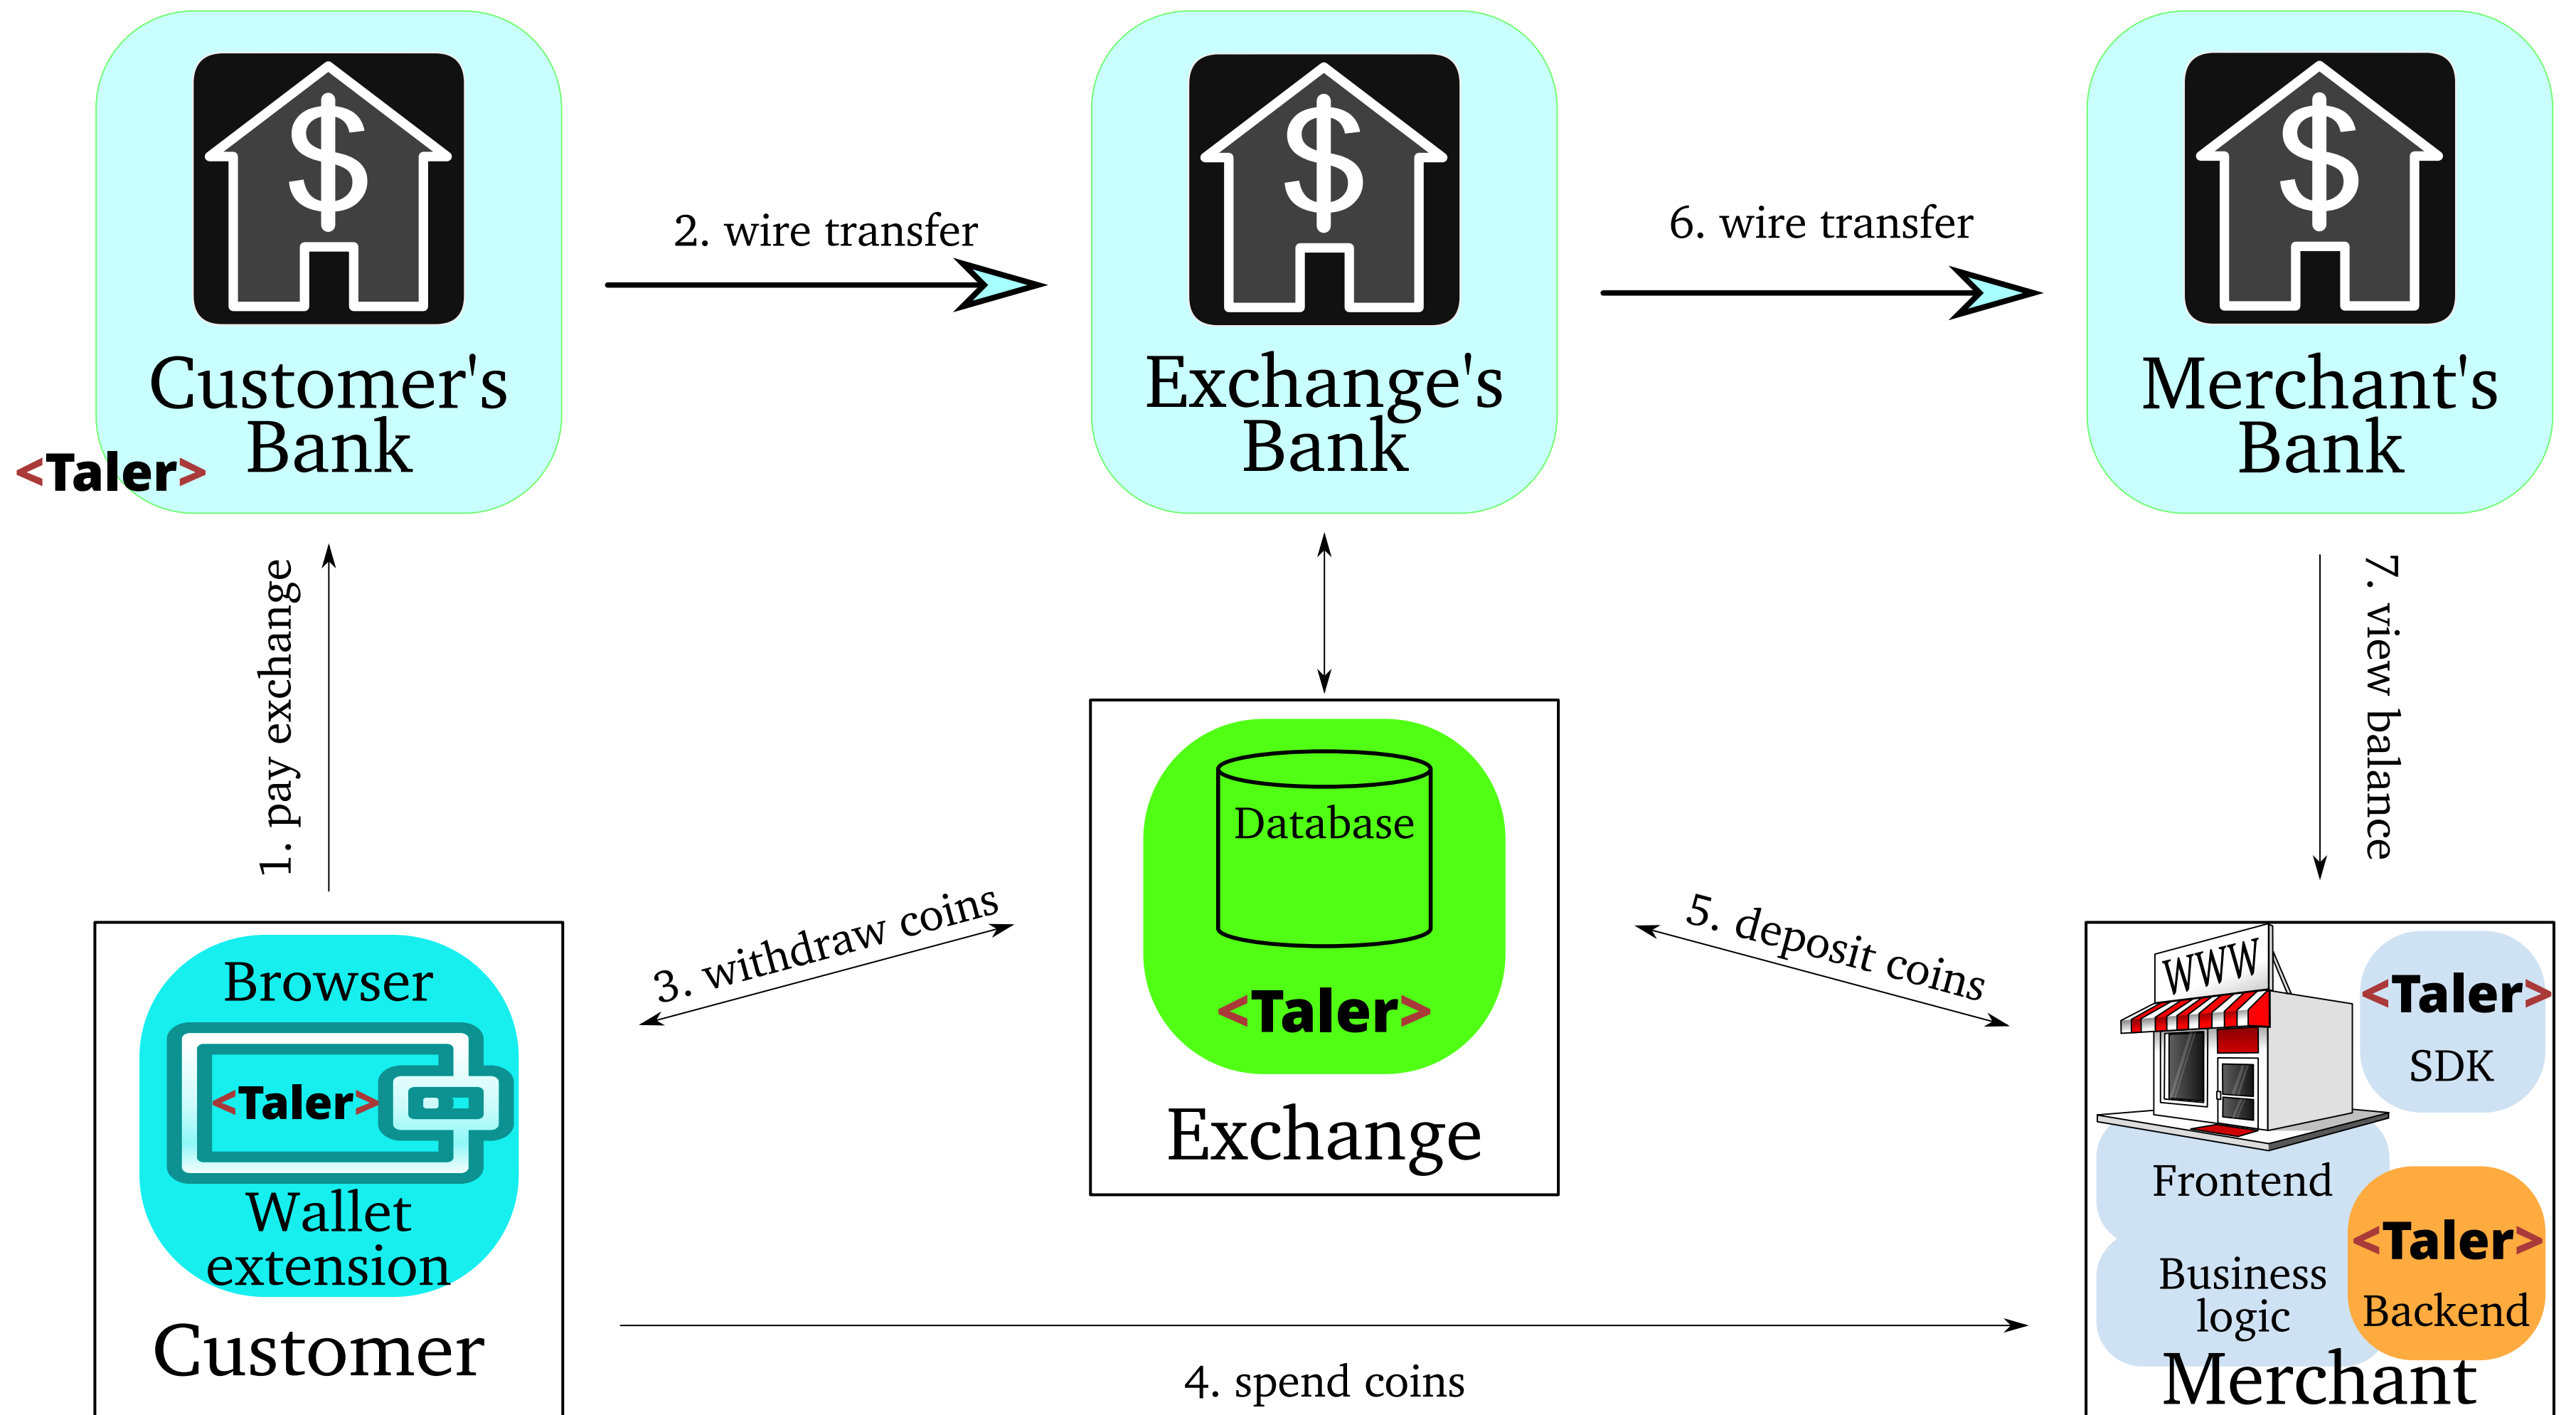 2. wire transfer
6. wire transfer
Customer's
Bank
<Taler>
Exchange's
Bank
Merchant's
Bank
1. pay exchange
7. view balance
Database
<Taler>
Exchange
3. withdraw coins
5. deposit coins
Browser
<Taler>
Wallet
extension
Customer
WWW
<Taler>
SDK
Frontend
Business
logic
<Taler>
Backend
Merchant
4. spend coins